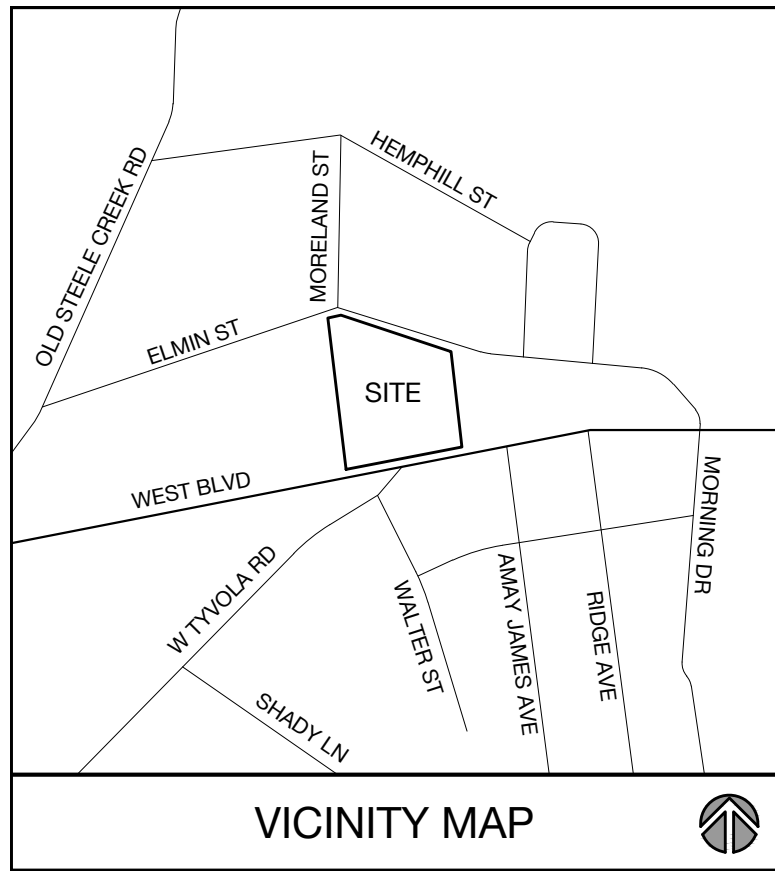 HEMPHILL ST
MORELAND ST
OLD STEELE CREEK RD
ELMIN ST
SITE
WEST BLVD
MORNING DR
W TYVOLA RD
WALTER ST
AMAY JAMES AVE
RIDGE AVE
SHADY LN
VICINITY MAP